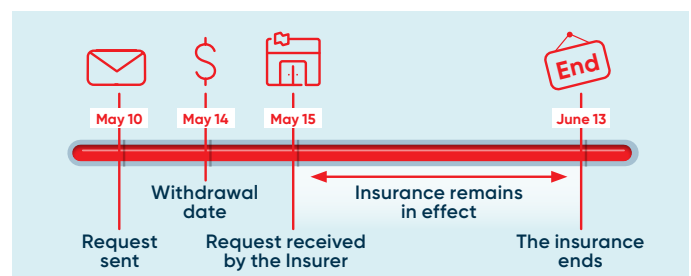 End
May 10
May 14
May 15
June 13
Withdrawal
date
Insurance remains
in effect
Request
sent
Request received
by the Insurer
The insurance
ends